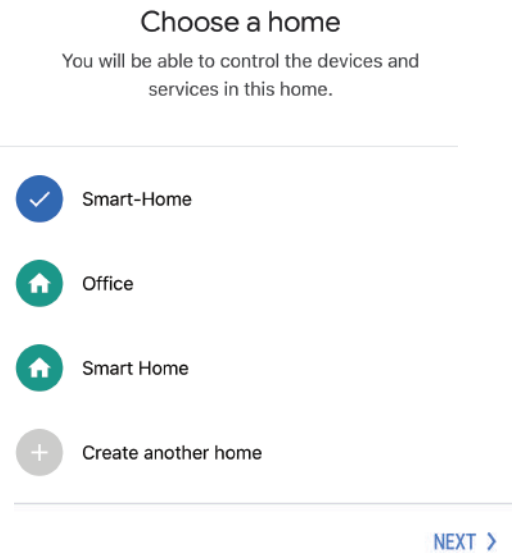 Choose a home
You will be able to control the devices and
services in this home.
Smart-Home
Office
Smart Home
Create another home
NEXT